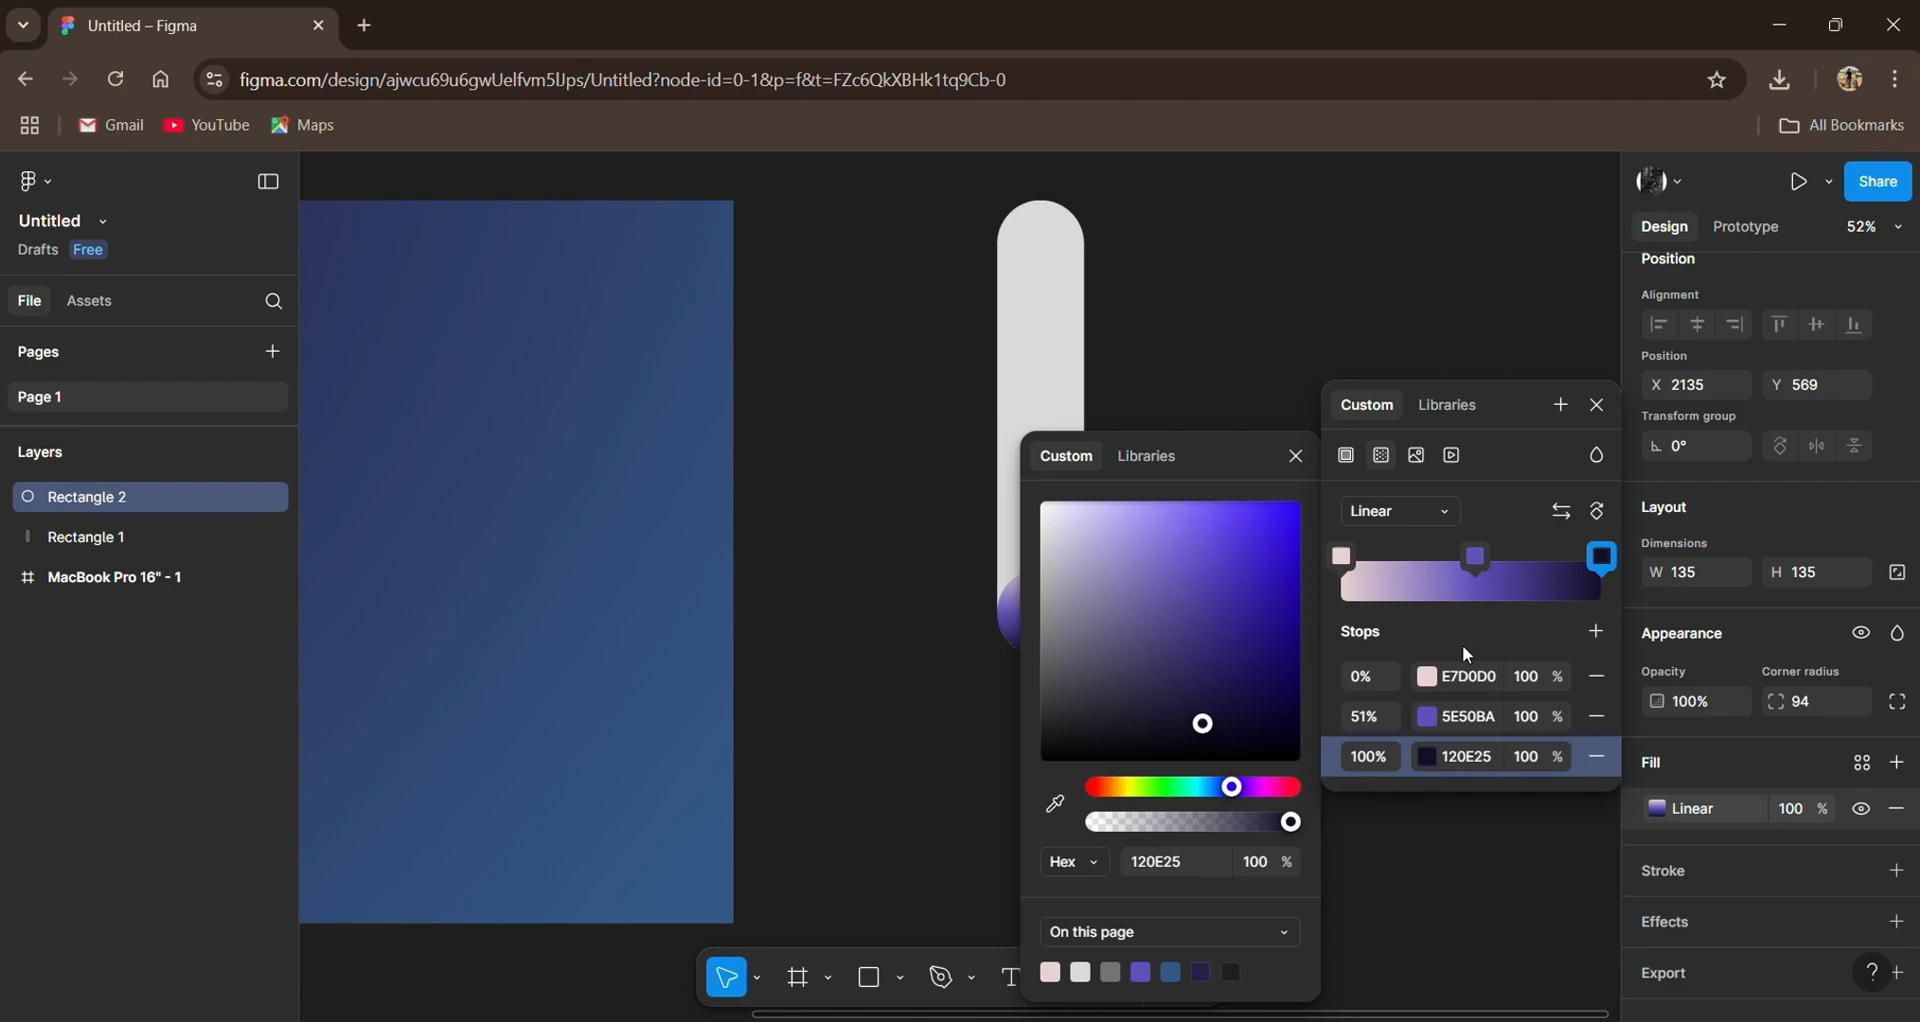 Untitled – Figma
figma.com/design/ajwcu69u6gwUelfvm5lJps/Untitled?node-id=0-1&p=f&t=FZc6QkXBHk1tq9Cb-0
Gmail YouTube Maps All Bookmarks
Untitled
Drafts Free
File Assets
Pages
Page 1
Layers
Rectangle 2
Rectangle 1
MacBook Pro 16" - 1
Custom Libraries
Hex 120E25 100 %
On this page
Custom Libraries
Linear
Stops
0% E7D0D0 100 %
51% 5E50BA 100 %
100% 120E25 100 %
Share
Design Prototype 52%
Position
Alignment
Position
X 2135 Y 569
Transform group
0°
Layout
Dimensions
W 135 H 135
Appearance
Opacity Corner radius
100% 94
Fill
Linear 100 %
Stroke
Effects
Export
?